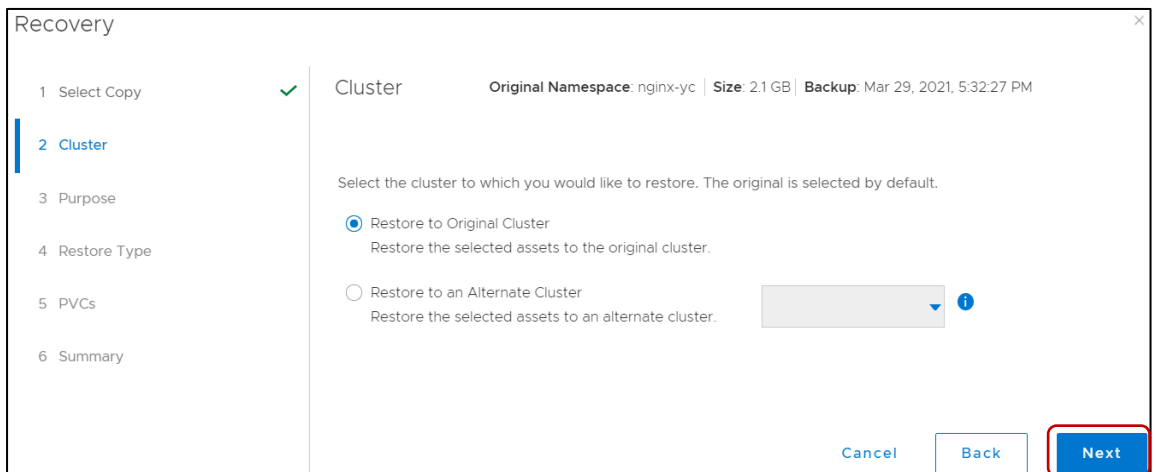 Recovery
1 Select Copy
2 Cluster
3 Purpose
4 Restore Type
5 PVCs
6 Summary
Cluster Original Namespace: nginx-yc | Size: 2.1 GB | Backup: Mar 29, 2021, 5:32:27 PM
Select the cluster to which you would like to restore. The original is selected by default.
Restore to Original Cluster
Restore the selected assets to the original cluster.
Restore to an Alternate Cluster
Restore the selected assets to an alternate cluster.
Cancel Back Next